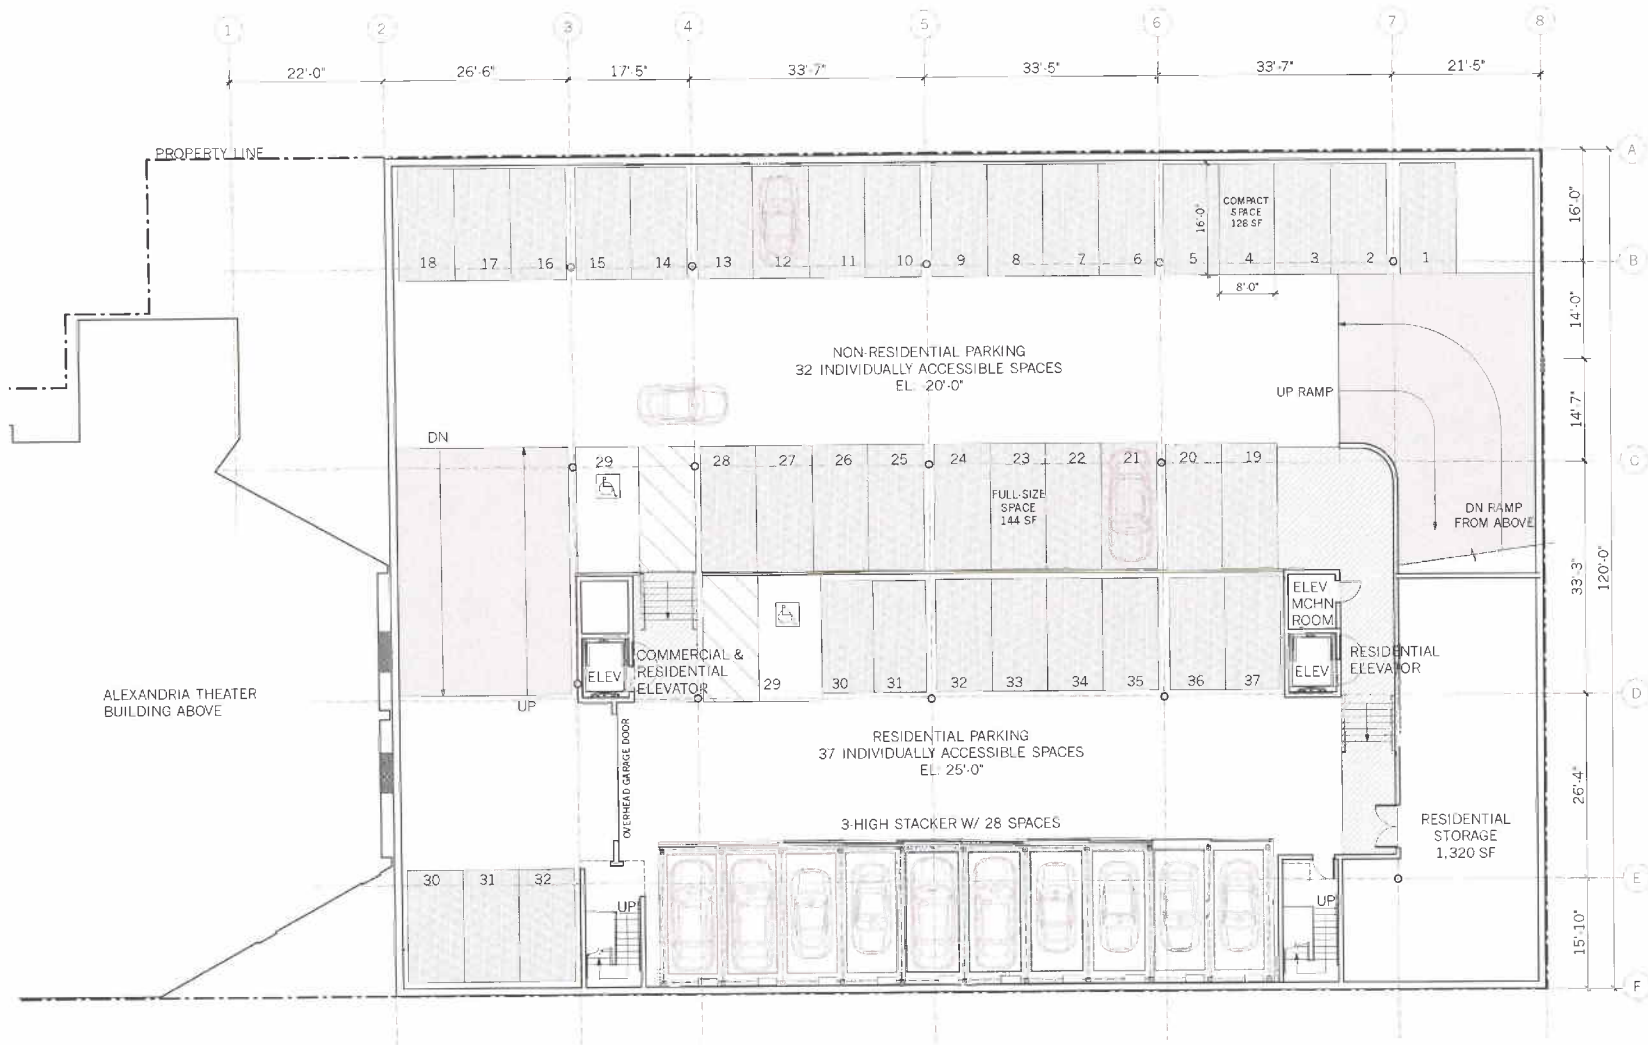 1 2 3 4 5 6 7 8
22'-0" 26'-6" 17'-5" 33'-7" 33'-5" 33'-7" 21'-5"
PROPERTY LINE
A
16'-0"
16'-0"
COMPACT
SPACE
128 SF
18 17 16 15 14 13 12 11 10 9 8 7 6 5 4 3 2 1
B
8'-0"
14'-0"
NON-RESIDENTIAL PARKING
32 INDIVIDUALLY ACCESSIBLE SPACES
EL: -20'-0"
UP RAMP
14'-7"
DN
29 28 27 26 25 24 23 22 21 20 19
C
FULL-SIZE
SPACE
144 SF
DN RAMP
FROM ABOVE
33'-3"
120'-0"
ELEV
MCHN
ROOM
COMMERCIAL &
RESIDENTIAL
ELEVATOR
ELEV
RESIDENTIAL
ELEVATOR
ELEV
29 30 31 32 33 34 35 36 37
D
ALEXANDRIA THEATER
BUILDING ABOVE
UP
OVERHEAD GARAGE DOOR
RESIDENTIAL PARKING
37 INDIVIDUALLY ACCESSIBLE SPACES
EL: 25'-0"
26'-4"
3-HIGH STACKER W/ 28 SPACES
RESIDENTIAL
STORAGE
1,320 SF
30 31 32
E
UP
UP
15'-10"
F